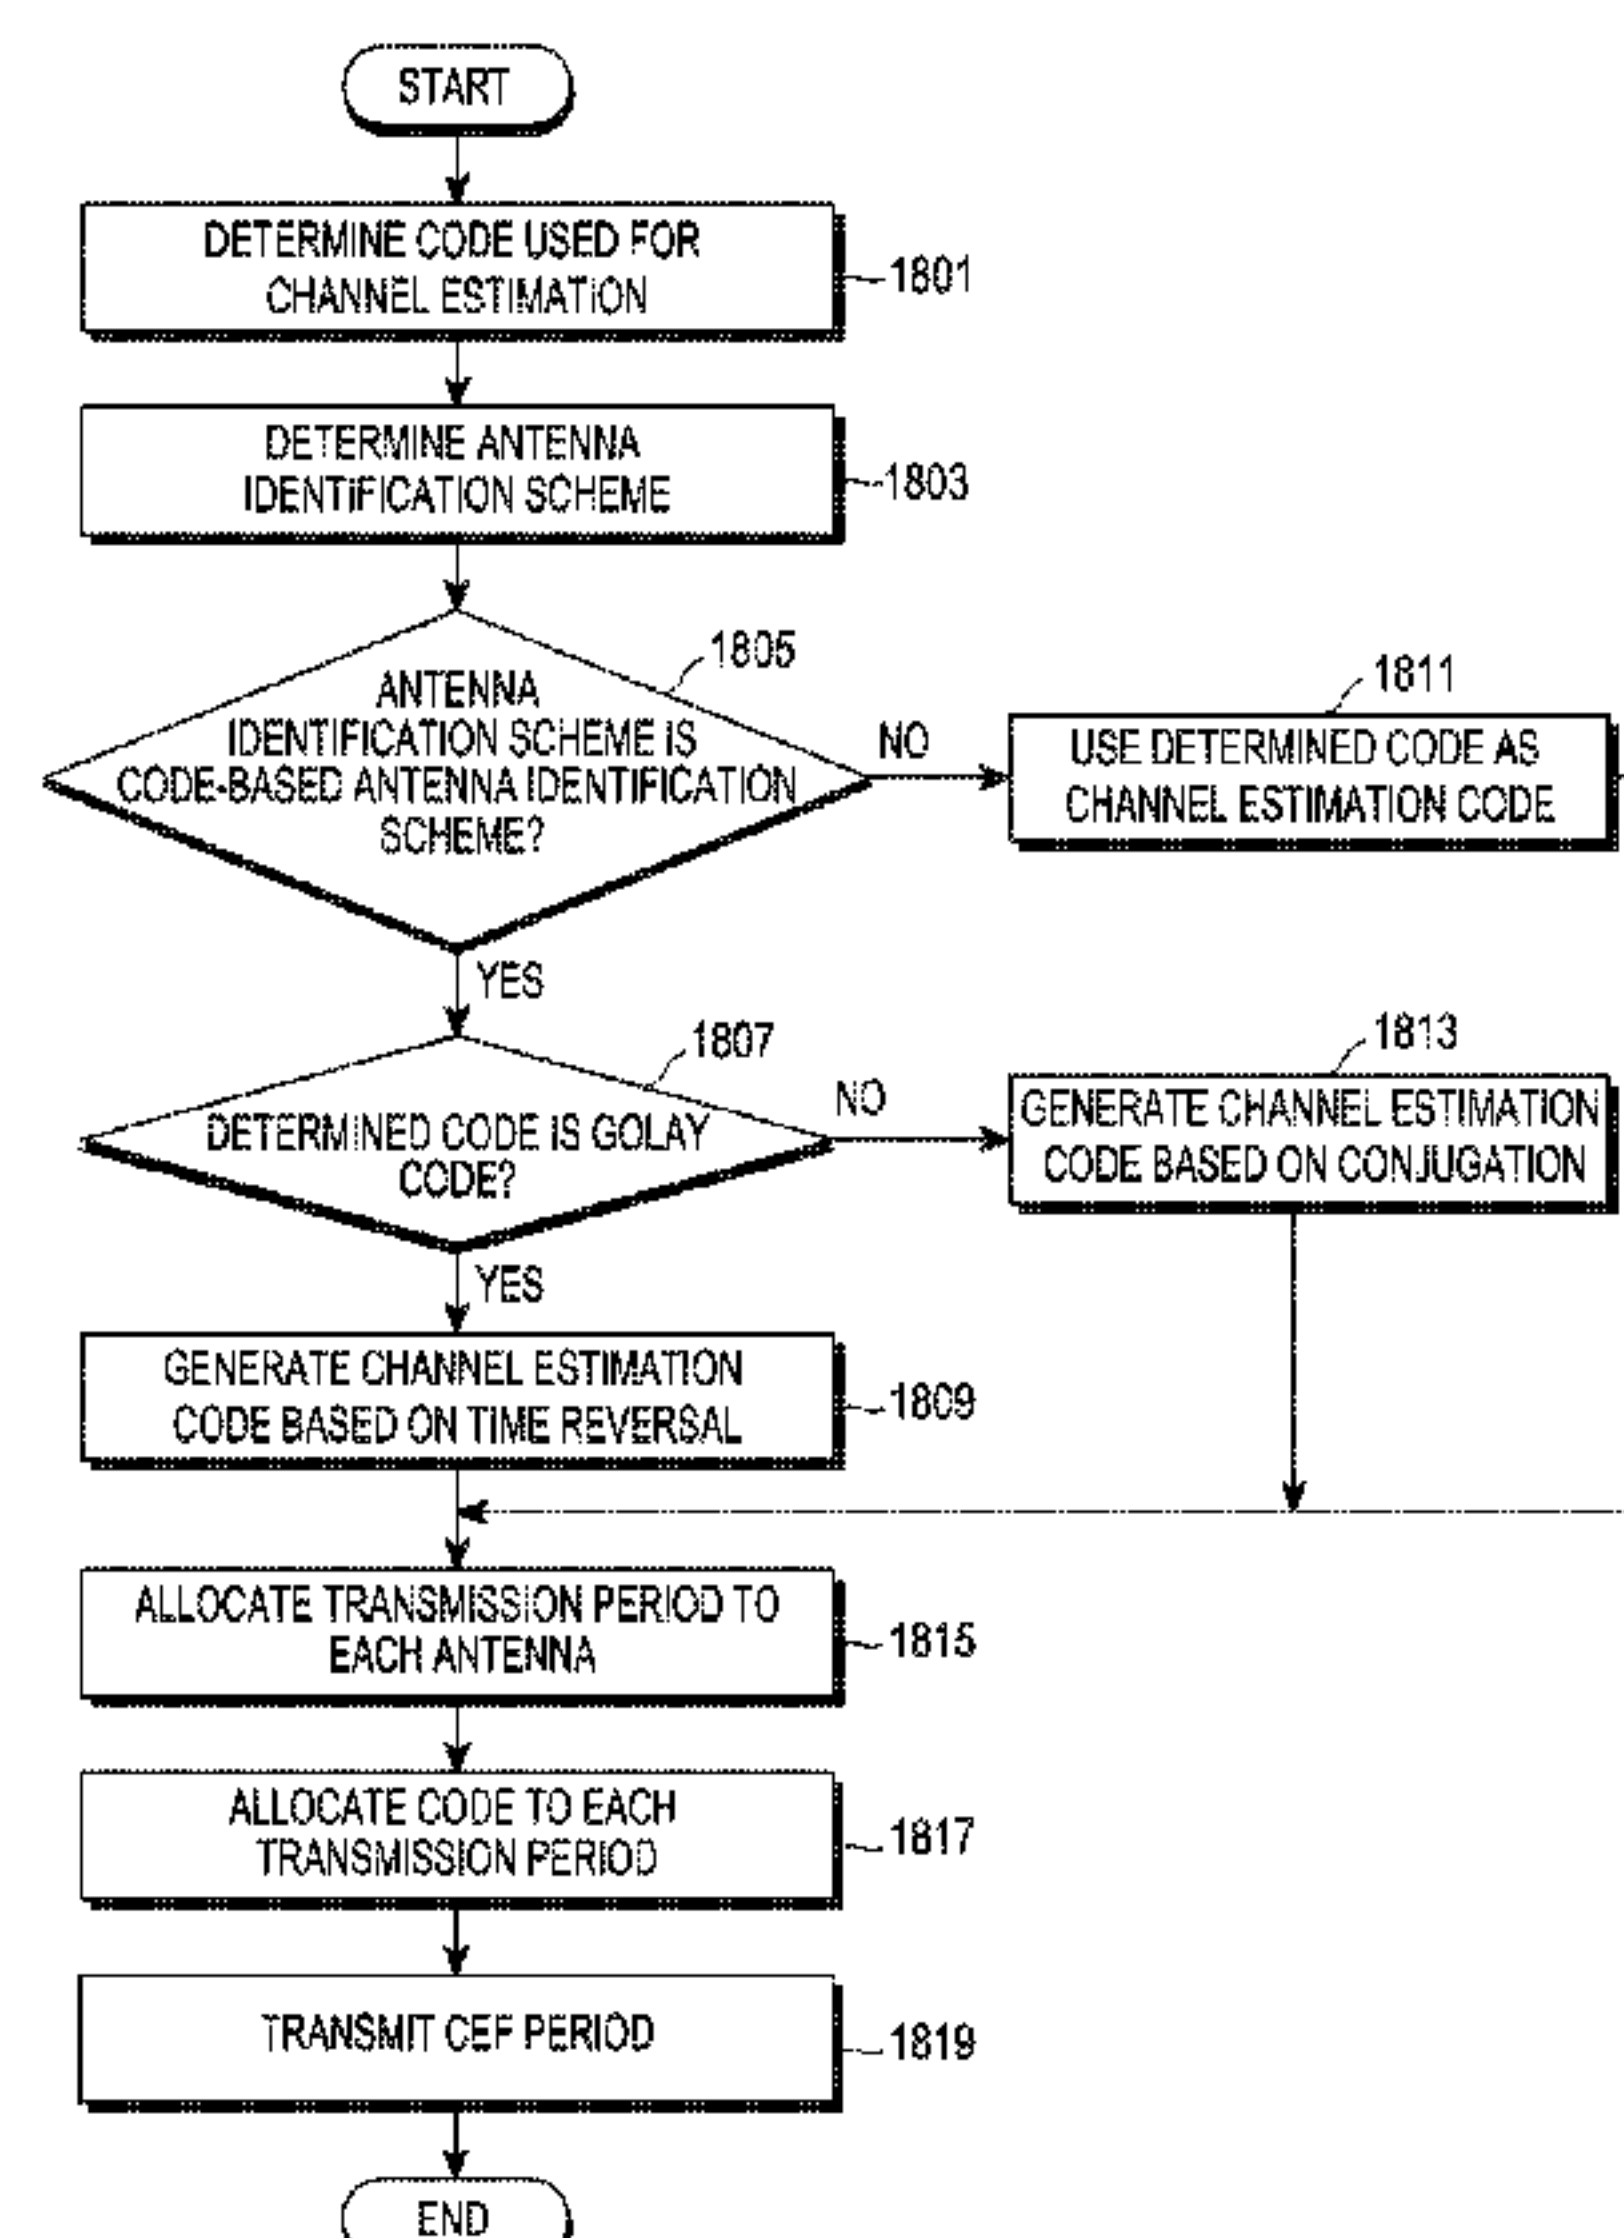 START
DETERMINE CODE USED FOR
CHANNEL ESTIMATION
1801
DETERMINE ANTENNA
IDENTIFICATION SCHEME
1803
1805
ANTENNA
IDENTIFICATION SCHEME IS
CODE-BASED ANTENNA IDENTIFICATION
SCHEME?
NO
1811
USE DETERMINED CODE AS
CHANNEL ESTIMATION CODE
YES
1807
DETERMINED CODE IS GOLAY
CODE?
NO
1813
GENERATE CHANNEL ESTIMATION
CODE BASED ON CONJUGATION
YES
GENERATE CHANNEL ESTIMATION
CODE BASED ON TIME REVERSAL
1809
ALLOCATE TRANSMISSION PERIOD TO
EACH ANTENNA
1815
ALLOCATE CODE TO EACH
TRANSMISSION PERIOD
1817
TRANSMIT CEF PERIOD
1819
END